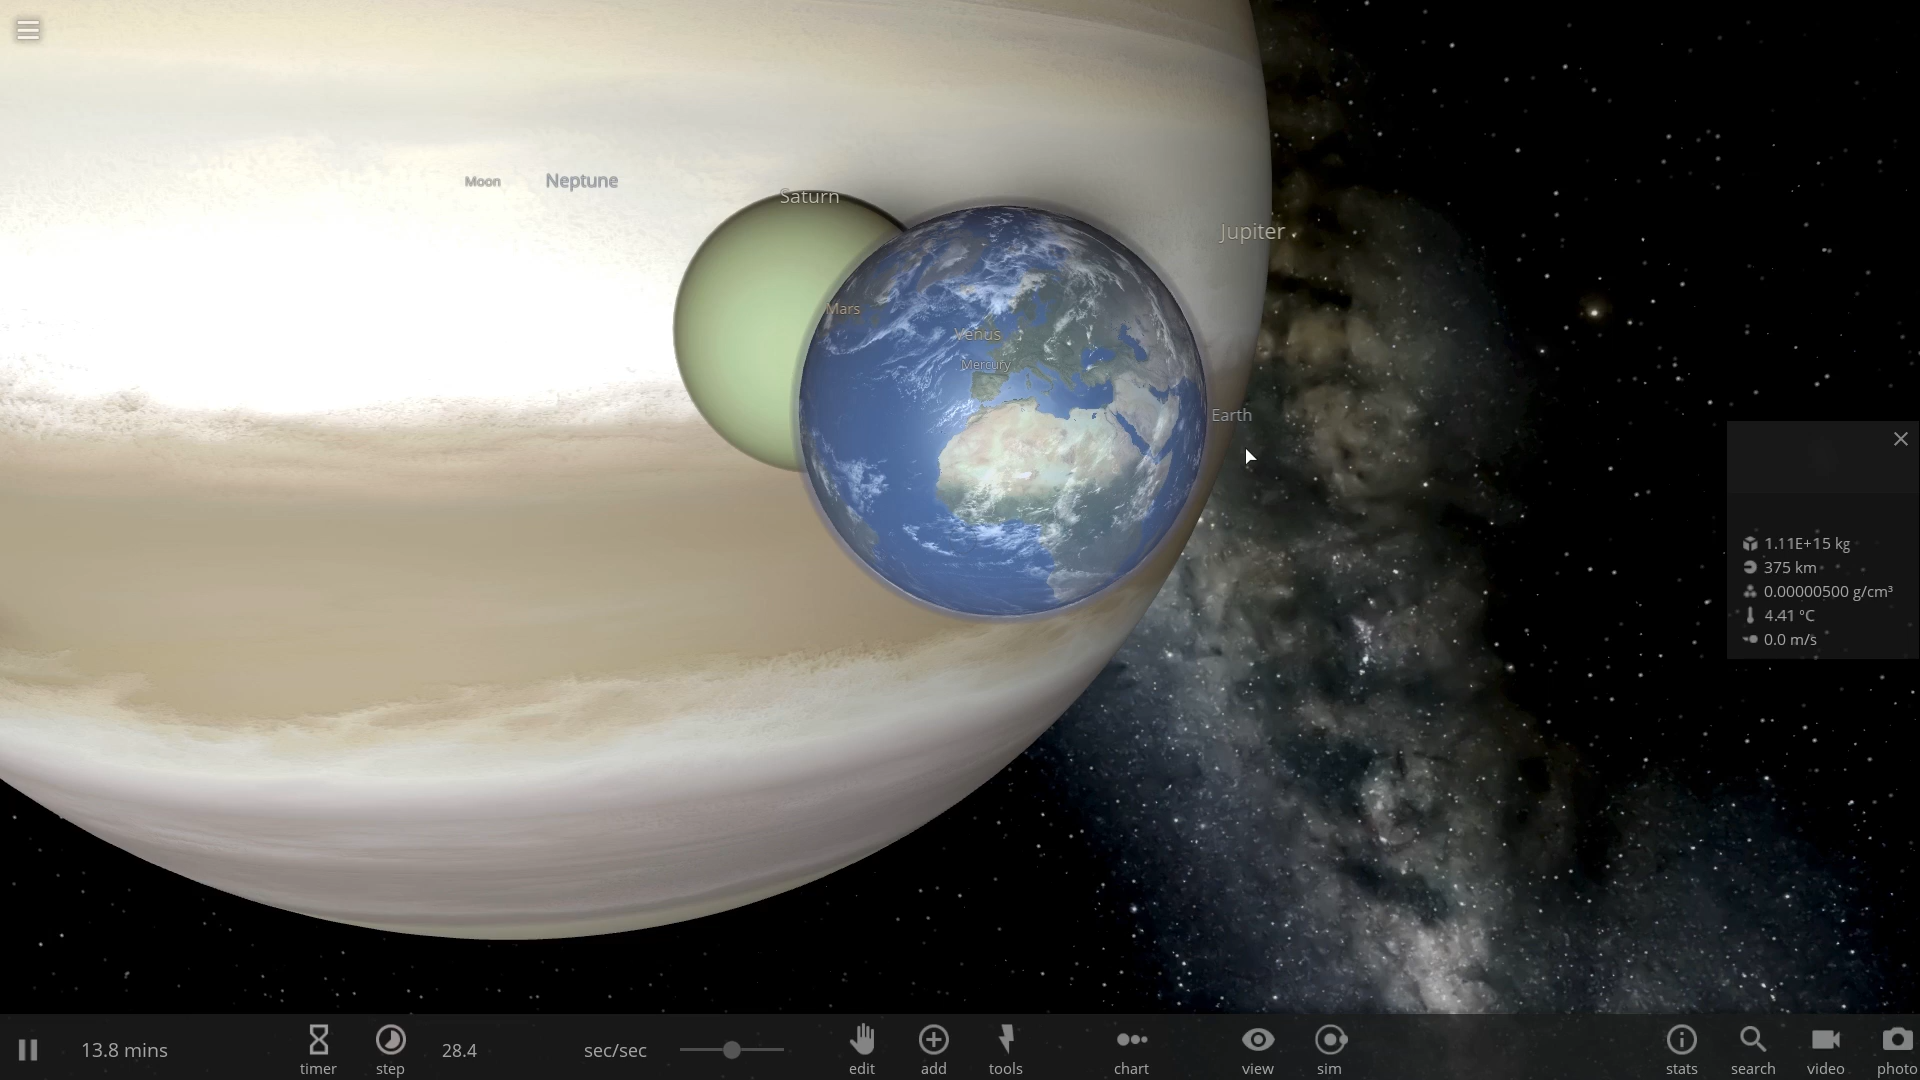 Moon
Neptune
Saturn
Jupiter
Mars
Venus
Mercury
Earth
1.11E+15 kg
375 km
0.00000500 g/cm³
4.41 °C
0.0 m/s
13.8 mins
timer
step
28.4
sec/sec
edit
add
tools
chart
view
sim
stats
search
video
photo